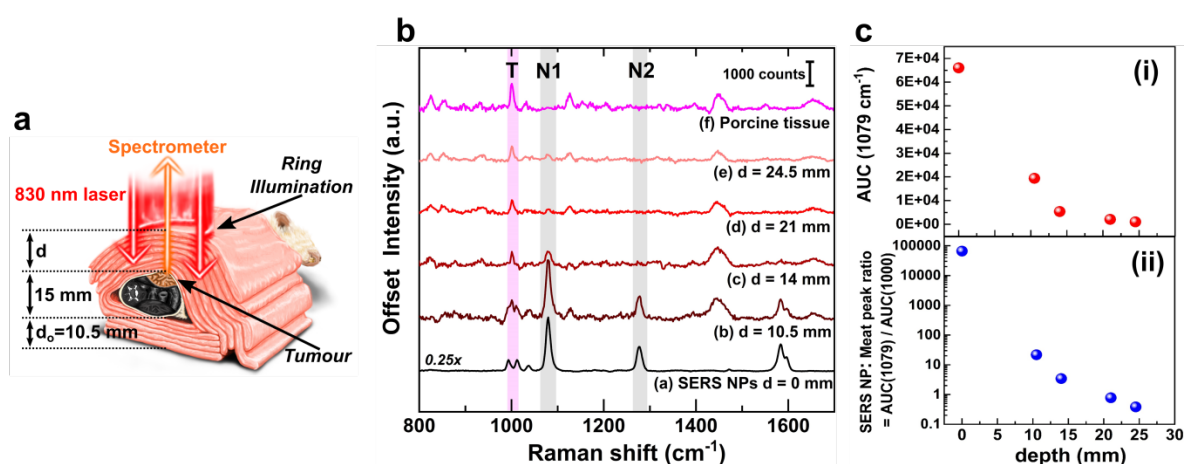 a
Spectrometer
830 nm laser
Ring
Illumination
d
15 mm
dₒ=10.5 mm
Tumour
b
Offset Intensity (a.u.)
T
N1
N2
1000 counts
(f) Porcine tissue
(e) d = 24.5 mm
(d) d = 21 mm
(c) d = 14 mm
(b) d = 10.5 mm
0.25x
(a) SERS NPs d = 0 mm
800
1000
1200
1400
1600
Raman shift (cm⁻¹)
c
(i)
AUC (1079 cm⁻¹)
7E+04
6E+04
5E+04
4E+04
3E+04
2E+04
1E+04
0E+00
(ii)
SERS NP: Meat peak ratio
= AUC(1079) / AUC(1000)
100000
10000
1000
100
10
1
0.1
0
5
10
15
20
25
30
depth (mm)